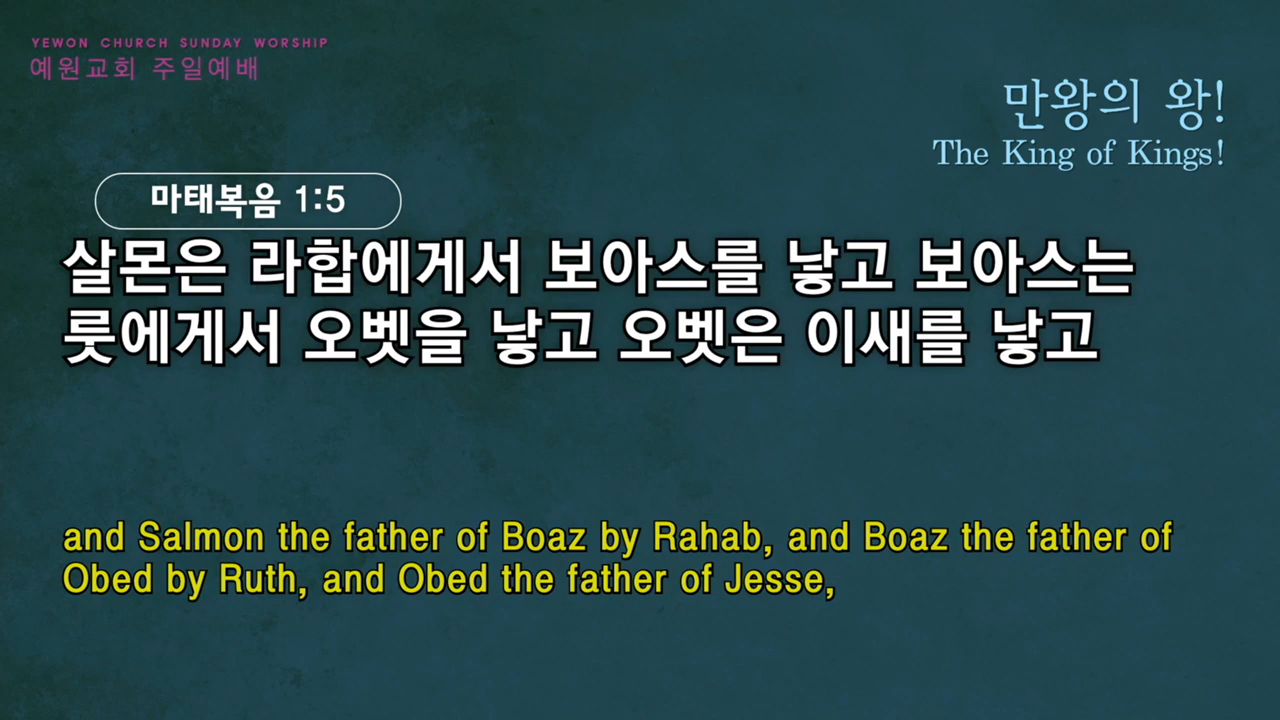 YEWON CHURCH SUNDAY WORSHIP
예원교회 주일예배
만왕의 왕!
The King of Kings!
마태복음 1:5
살몬은 라합에게서 보아스를 낳고 보아스는
룻에게서 오벳을 낳고 오벳은 이새를 낳고
and Salmon the father of Boaz by Rahab, and Boaz the father of
Obed by Ruth, and Obed the father of Jesse,